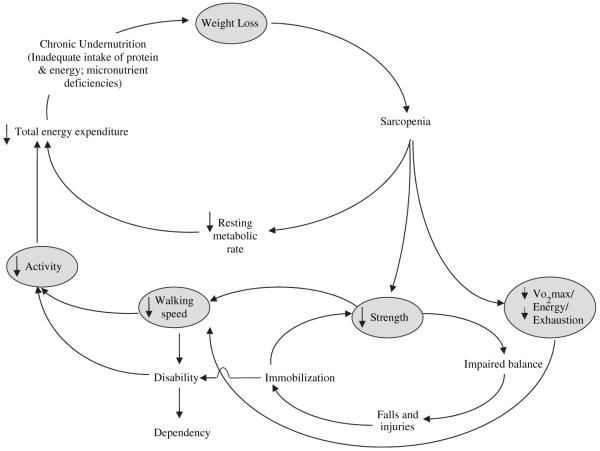 Weight Loss
Chronic Undernutrition
(Inadequate intake of protein
& energy; micronutrient
deficiencies)
Sarcopenia
Total energy expenditure
Resting
metabolic
rate
Activity
Walking
speed
Strength
Vo2max/
Energy/
Exhaustion
Impaired balance
Disability
Immobilization
Falls and
injuries
Dependency